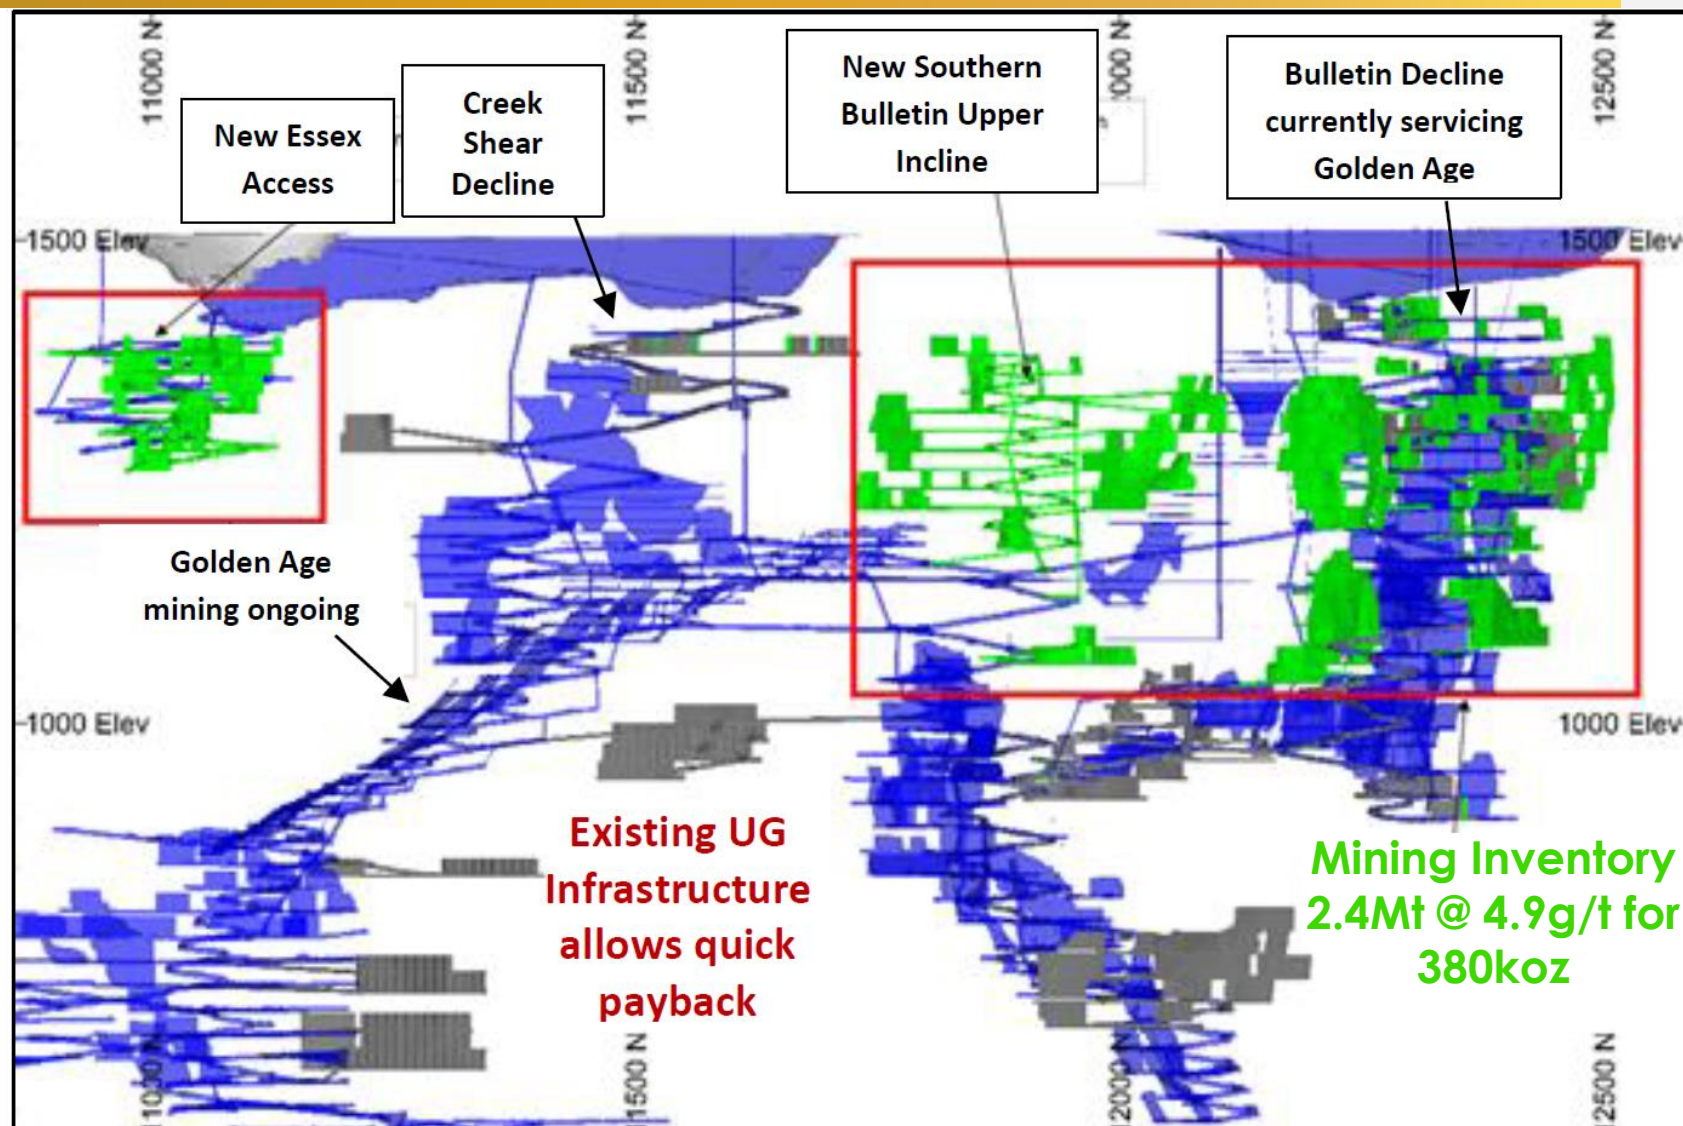 11000 N
11500 N
12500 N
New Essex
Access
Creek
Shear
Decline
New Southern
Bulletin Upper
Incline
Bulletin Decline
currently servicing
Golden Age
1500 Elev
1500 Elev
Golden Age
mining ongoing
1000 Elev
1000 Elev
Existing UG
Infrastructure
allows quick
payback
Mining Inventory
2.4Mt @ 4.9g/t for
380koz
12500 N